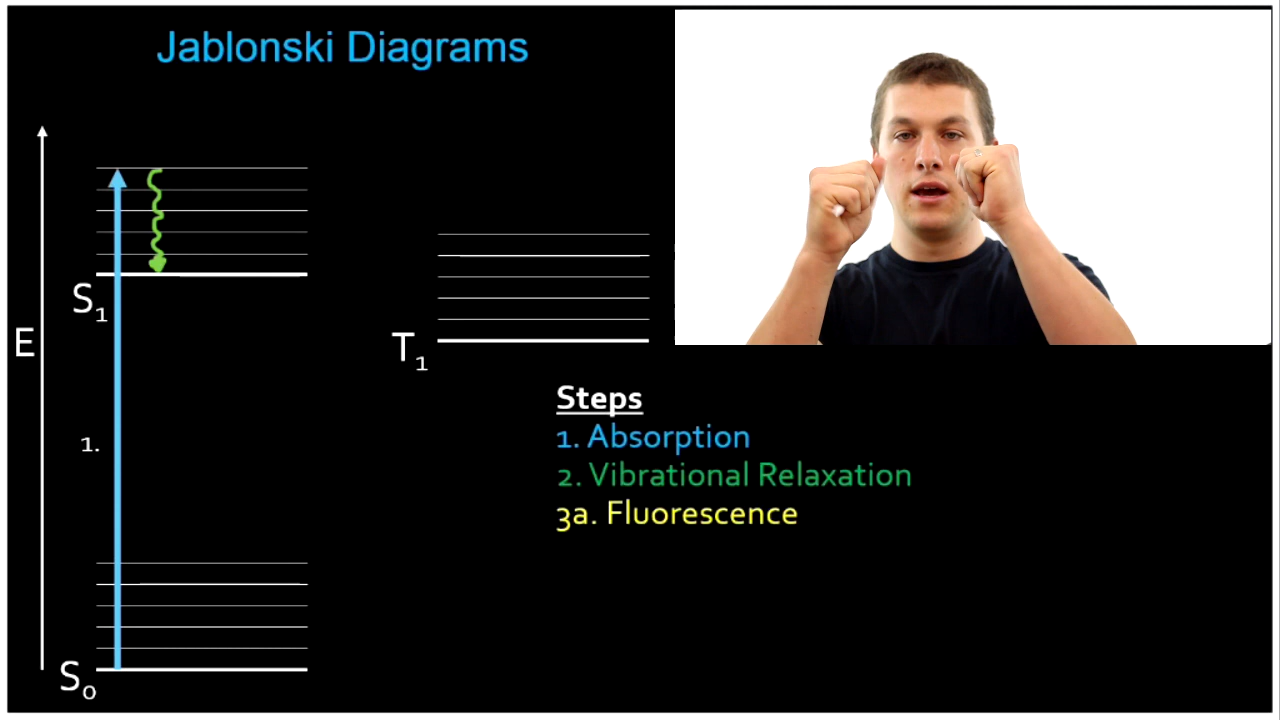 Jablonski Diagrams
S1
E
T1
Steps
1. Absorption
1.
2. Vibrational Relaxation
3a. Fluorescence
S0